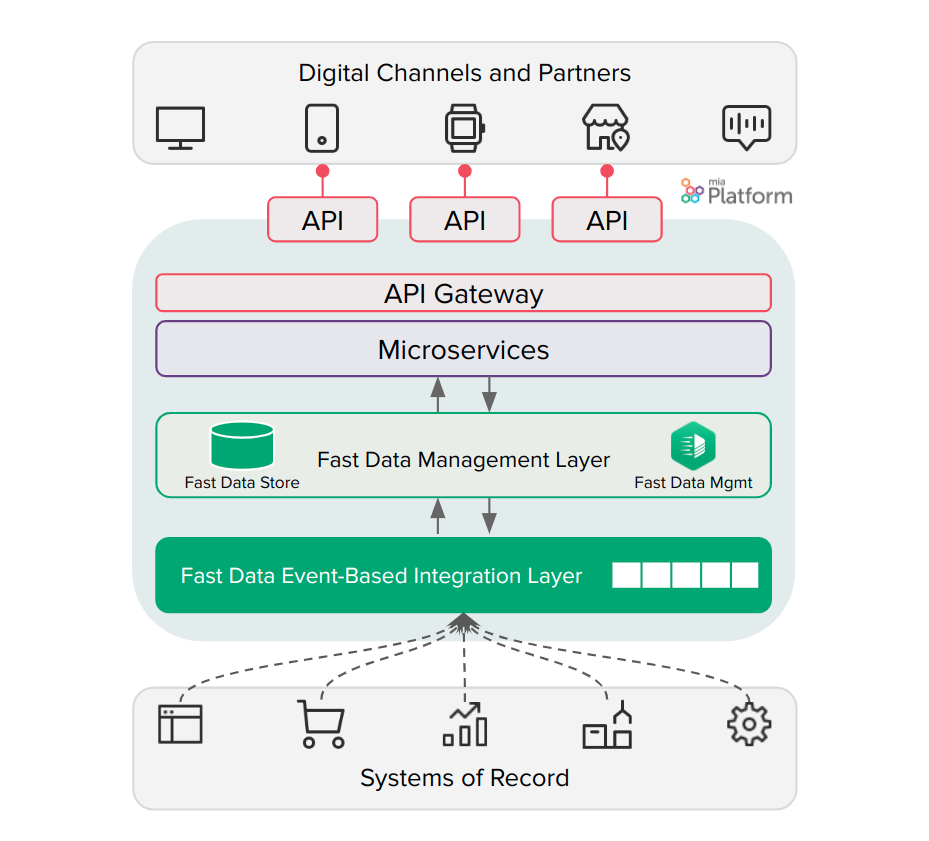 Digital Channels and Partners
mia
Platform
API
API
API
API Gateway
Microservices
Fast Data Management Layer
Fast Data Store
Fast Data Mgmt
Fast Data Event-Based Integration Layer
Systems of Record